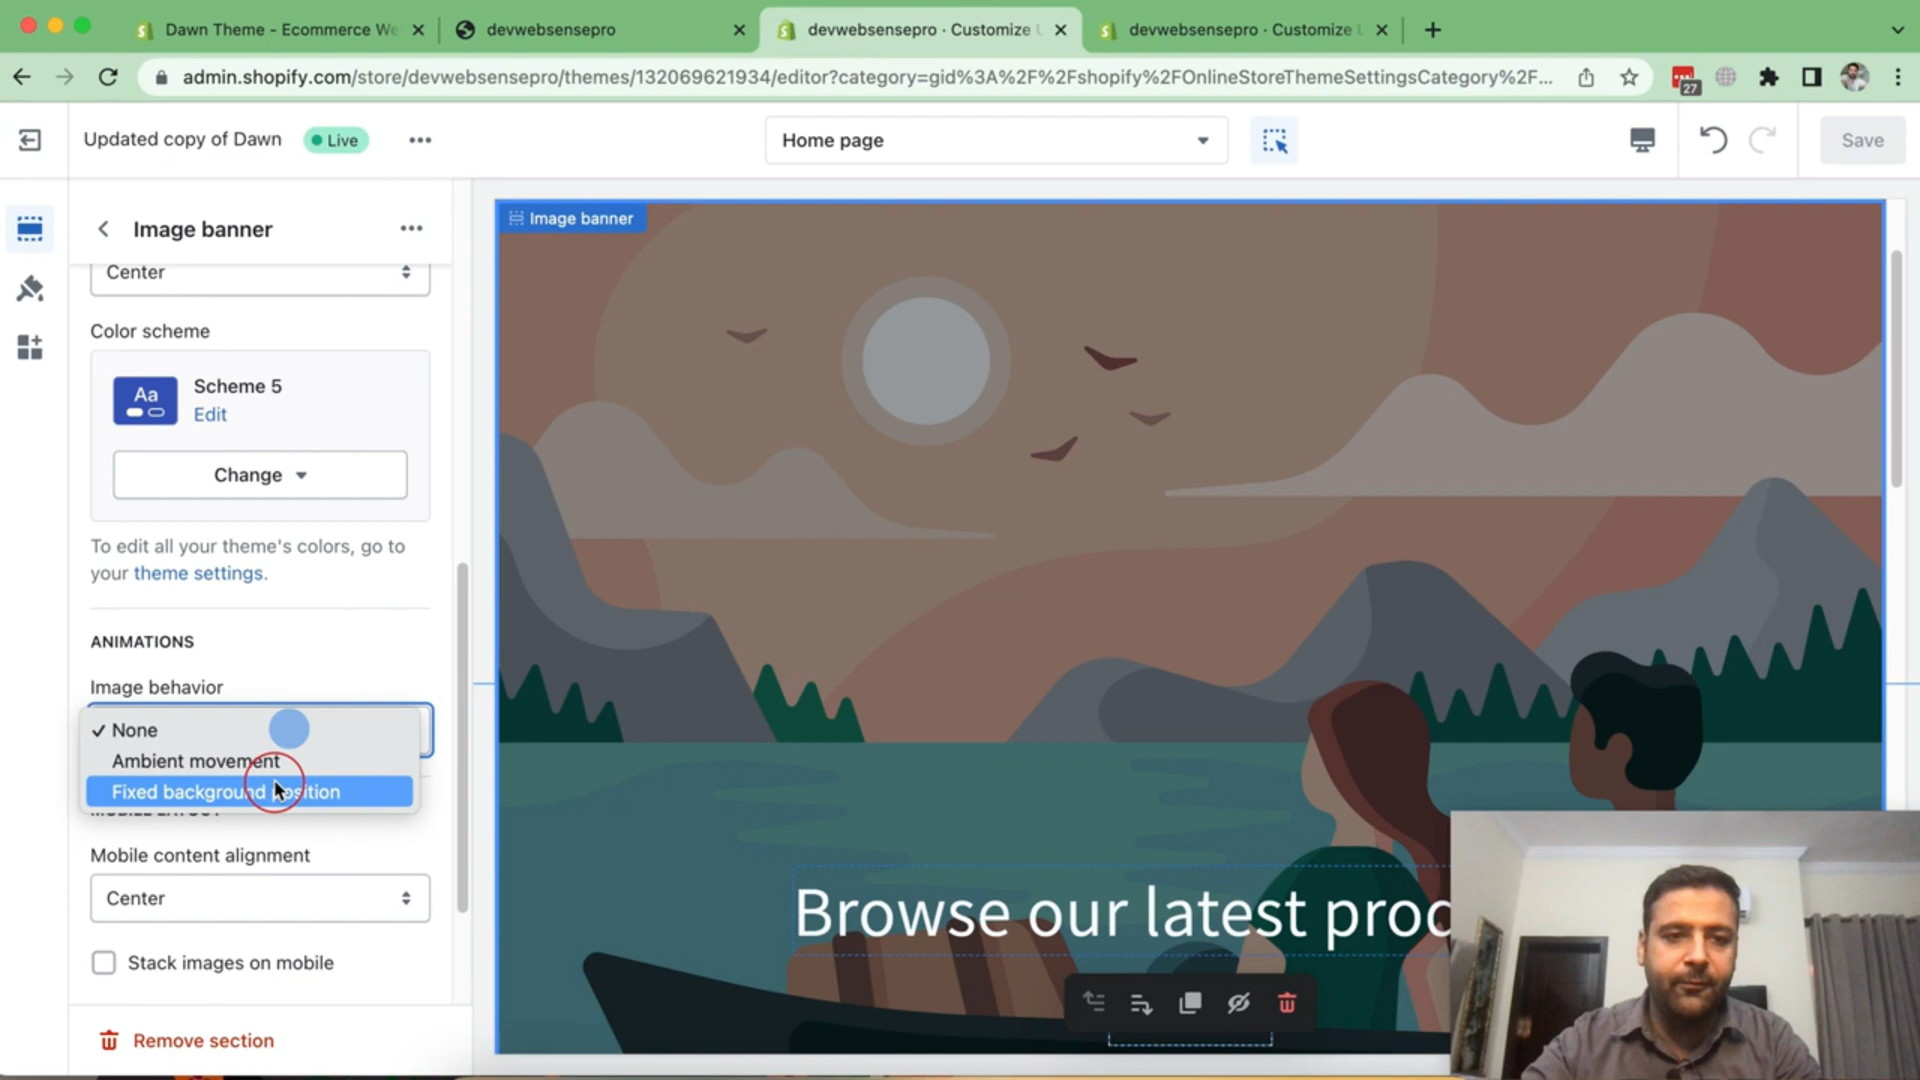 Dawn Theme - Ecommerce We
devwebsensepro
devwebsensepro · Customize
devwebsensepro · Customize
admin.shopify.com/store/devwebsensepro/themes/132069621934/editor?category=gid%3A%2F%2Fshopify%2FOnlineStoreThemeSettingsCategory%2F...
27
Updated copy of Dawn
Live
Home page
Save
Image banner
Image banner
Center
Color scheme
Aa
Scheme 5
Edit
Change
To edit all your theme's colors, go to
your theme settings.
ANIMATIONS
Image behavior
None
Ambient movement
Fixed background position
MOBILE LAYOUT
Mobile content alignment
Center
Stack images on mobile
Remove section
Browse our latest proc